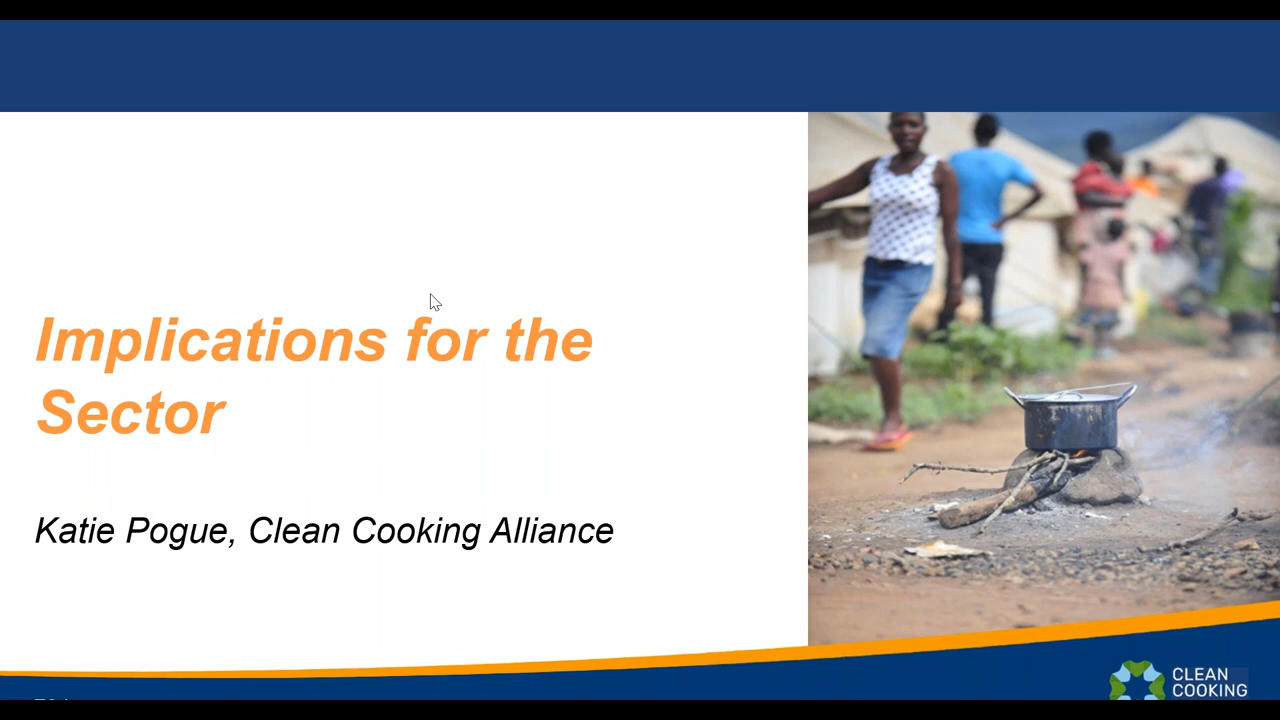 Implications for the
Sector
Katie Pogue, Clean Cooking Alliance
CLEAN
COOKING